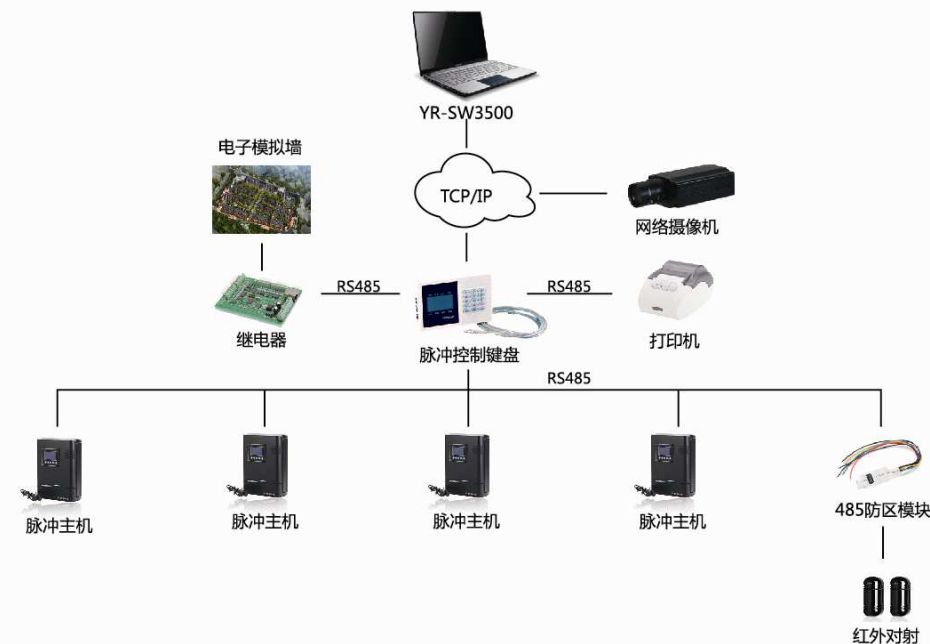 YR-SW3500
电子模拟墙
TCP/IP
网络摄像机
RS485
RS485
继电器
打印机
脉冲控制键盘
RS485
脉冲主机
脉冲主机
脉冲主机
脉冲主机
485防区模块
红外对射